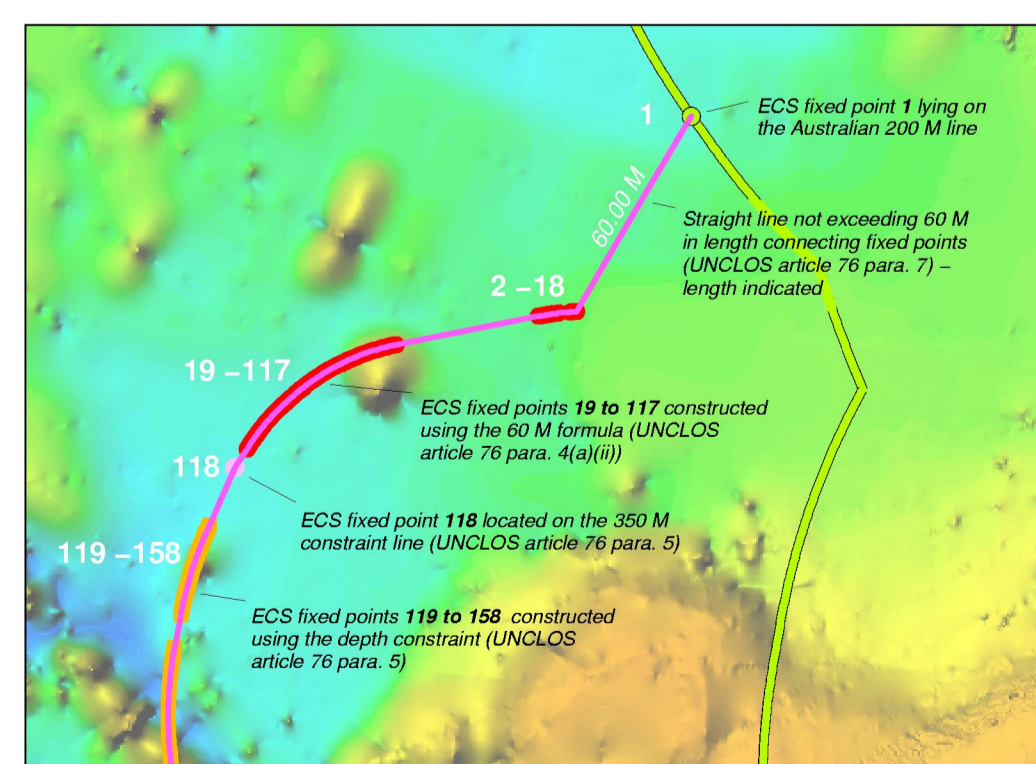 1
ECS fixed point 1 lying on
the Australian 200 M line
60.00 M
Straight line not exceeding 60 M
in length connecting fixed points
(UNCLOS article 76 para. 7) –
length indicated
2 –18
19 –117
ECS fixed points 19 to 117 constructed
using the 60 M formula (UNCLOS
article 76 para. 4(a)(ii))
118
ECS fixed point 118 located on the 350 M
constraint line (UNCLOS article 76 para. 5)
119 –158
ECS fixed points 119 to 158 constructed
using the depth constraint (UNCLOS
article 76 para. 5)